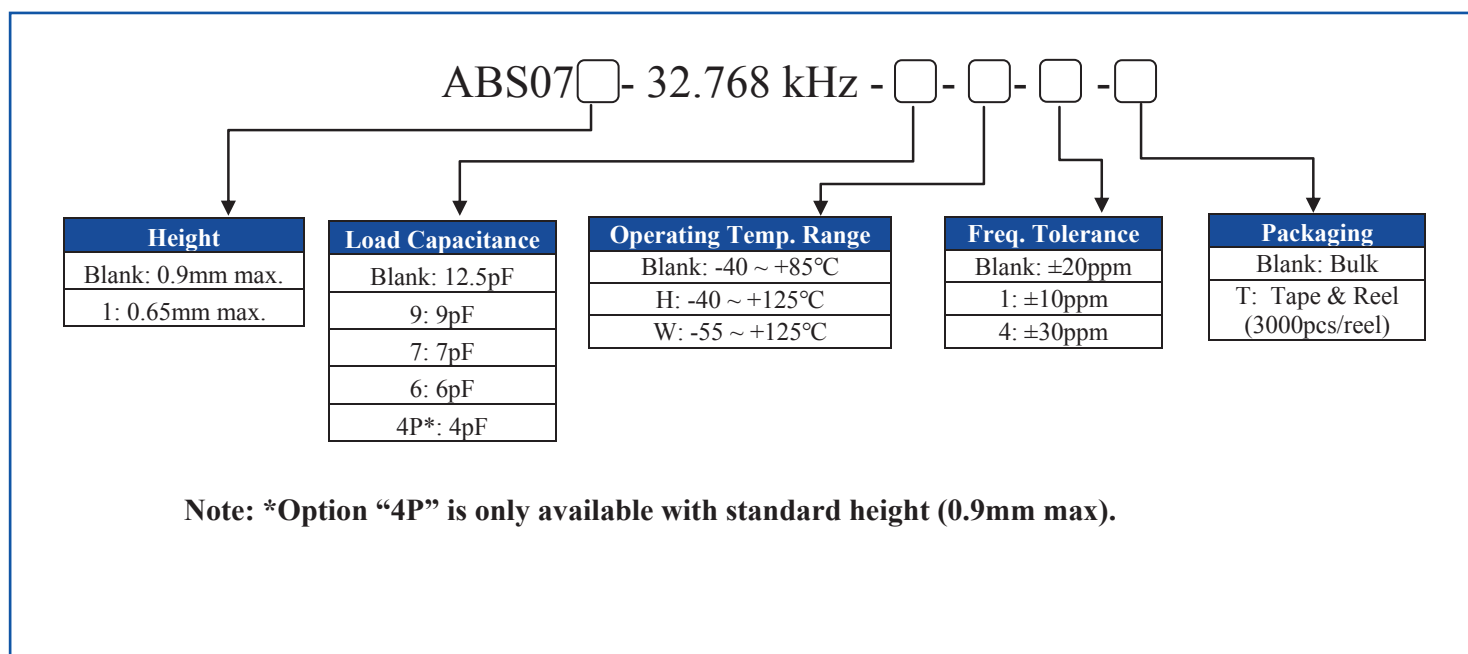 ABS07 - 32.768 kHz - - - -
Height
Blank: 0.9mm max.
1: 0.65mm max.
Load Capacitance
Blank: 12.5pF
9: 9pF
7: 7pF
6: 6pF
4P*: 4pF
Operating Temp. Range
Blank: -40 ~ +85℃
H: -40 ~ +125℃
W: -55 ~ +125℃
Freq. Tolerance
Blank: ±20ppm
1: ±10ppm
4: ±30ppm
Packaging
Blank: Bulk
T: Tape & Reel
(3000pcs/reel)
Note: *Option “4P” is only available with standard height (0.9mm max).